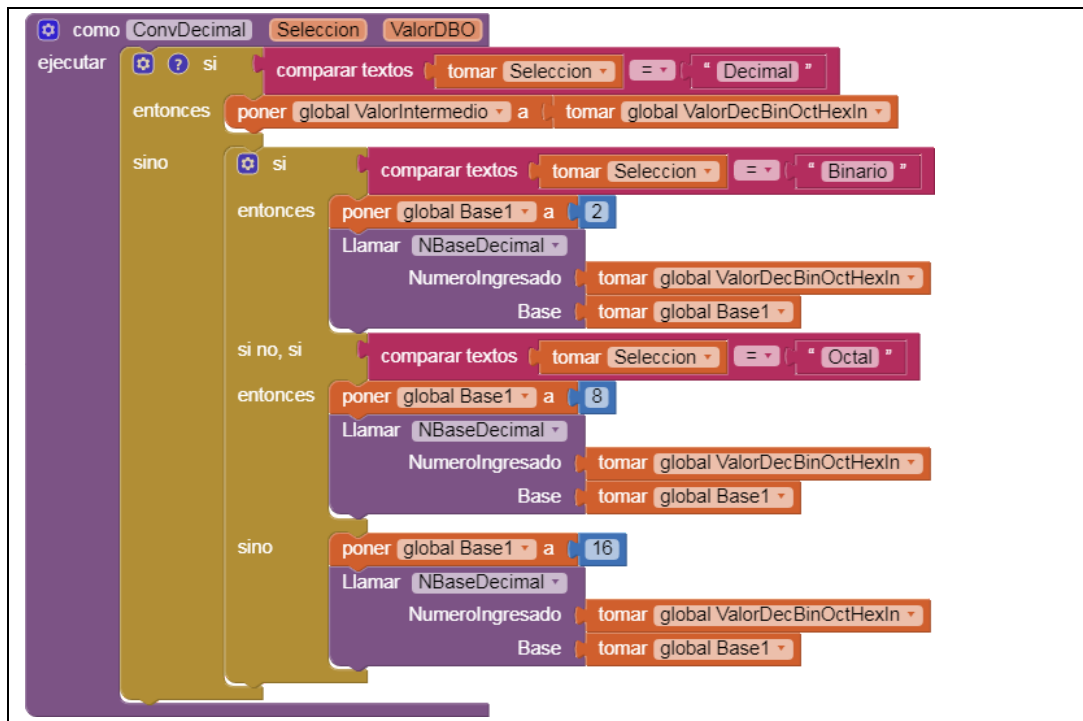 como ConvDecimal Seleccion ValorDBO
ejecutar ? si comparar textos tomar Seleccion = " Decimal "
entonces poner global ValorIntermedio a tomar global ValorDecBinOctHexIn
sino si comparar textos tomar Seleccion = " Binario "
entonces poner global Base1 a 2
Llamar NBaseDecimal
NumeroIngresado tomar global ValorDecBinOctHexIn
Base tomar global Base1
si no, si comparar textos tomar Seleccion = " Octal "
entonces poner global Base1 a 8
Llamar NBaseDecimal
NumeroIngresado tomar global ValorDecBinOctHexIn
Base tomar global Base1
sino poner global Base1 a 16
Llamar NBaseDecimal
NumeroIngresado tomar global ValorDecBinOctHexIn
Base tomar global Base1